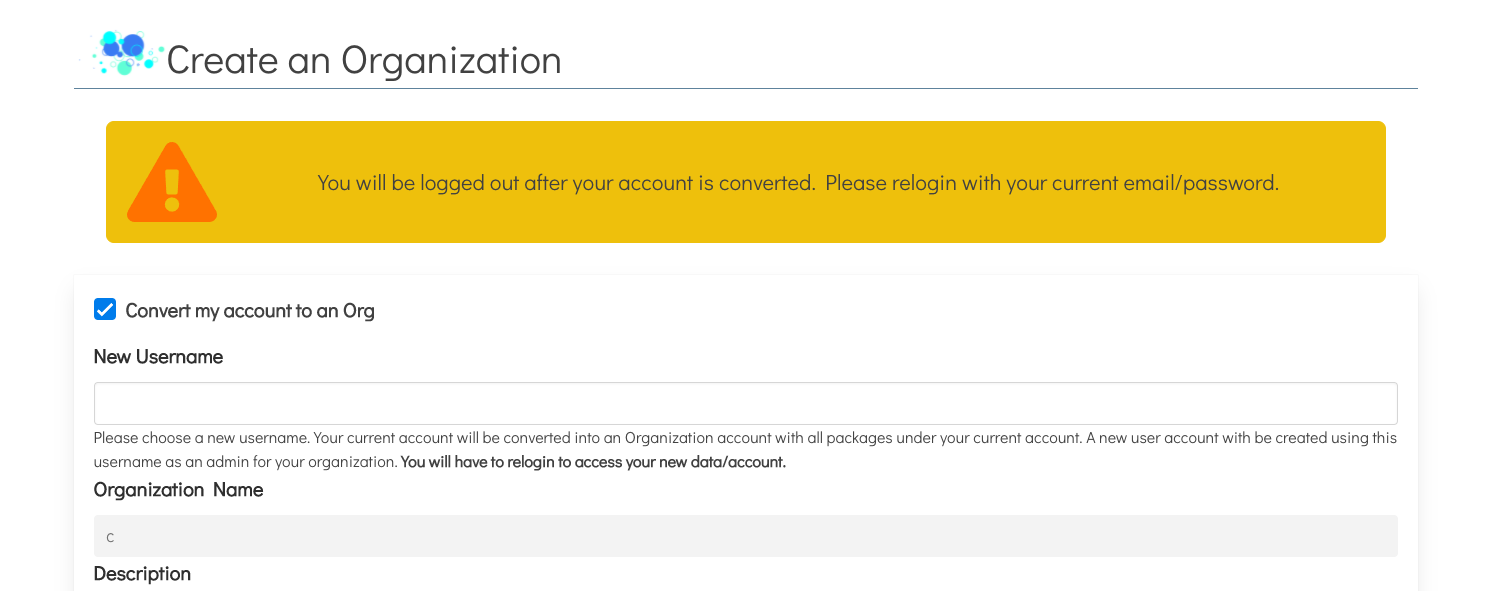 Create an Organization
You will be logged out after your account is converted. Please relogin with your current email/password.
Convert my account to an Org
New Username
Please choose a new username. Your current account will be converted into an Organization account with all packages under your current account. A new user account with be created using this
username as an admin for your organization. You will have to relogin to access your new data/account.
Organization Name
c
Description